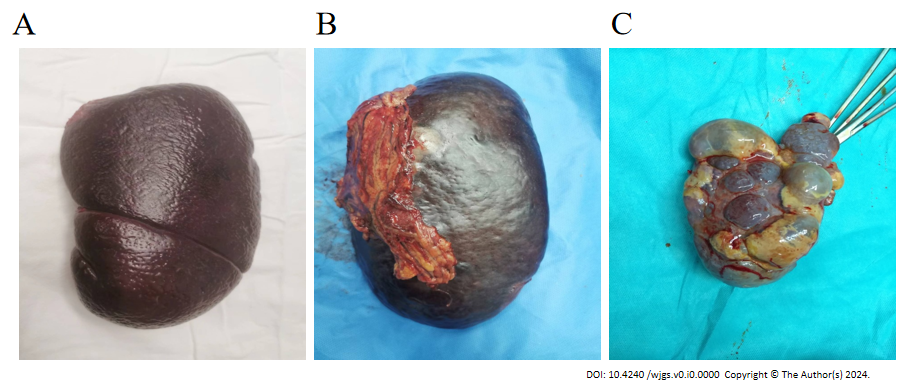 A
B
C
DOI: 10.4240 /wjgs.v0.i0.0000 Copyright © The Author(s) 2024.